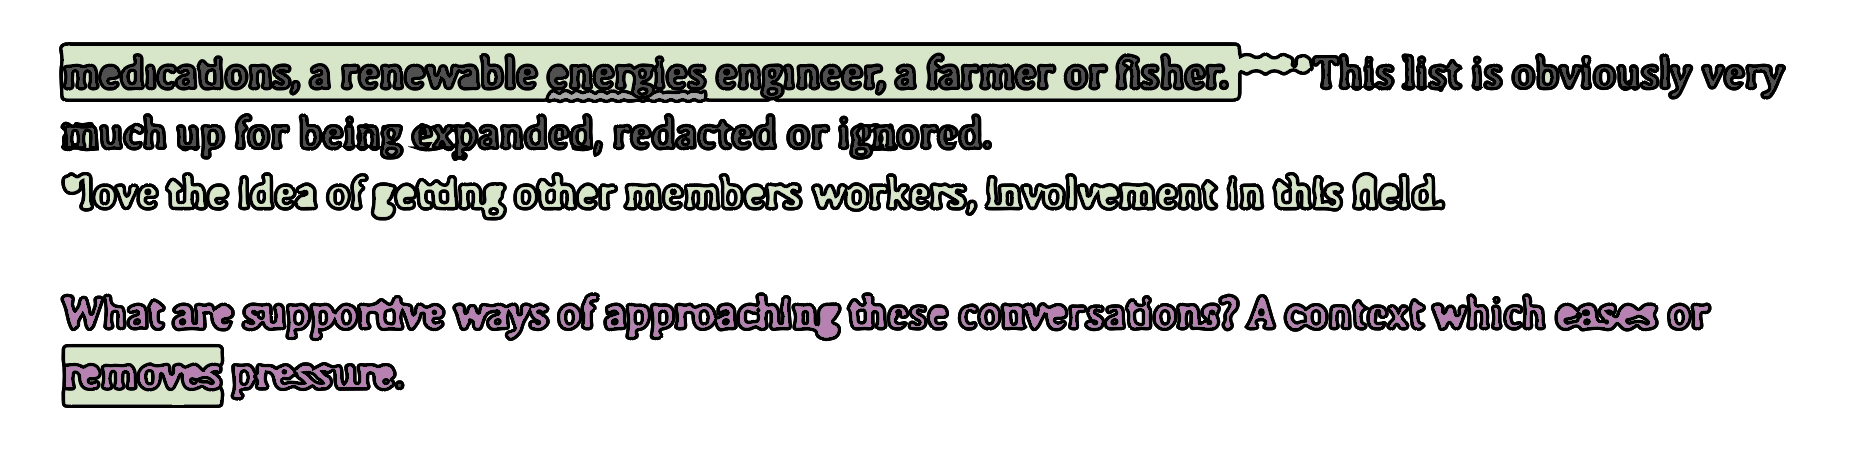 medications, a renewable energies engineer, a farmer or fisher. This list is obviously very
much up for being expanded, redacted or ignored.
*love the idea of getting other members workers, involvement in this field.
What are supportive ways of approaching these conversations? A context which eases or
removes pressure.